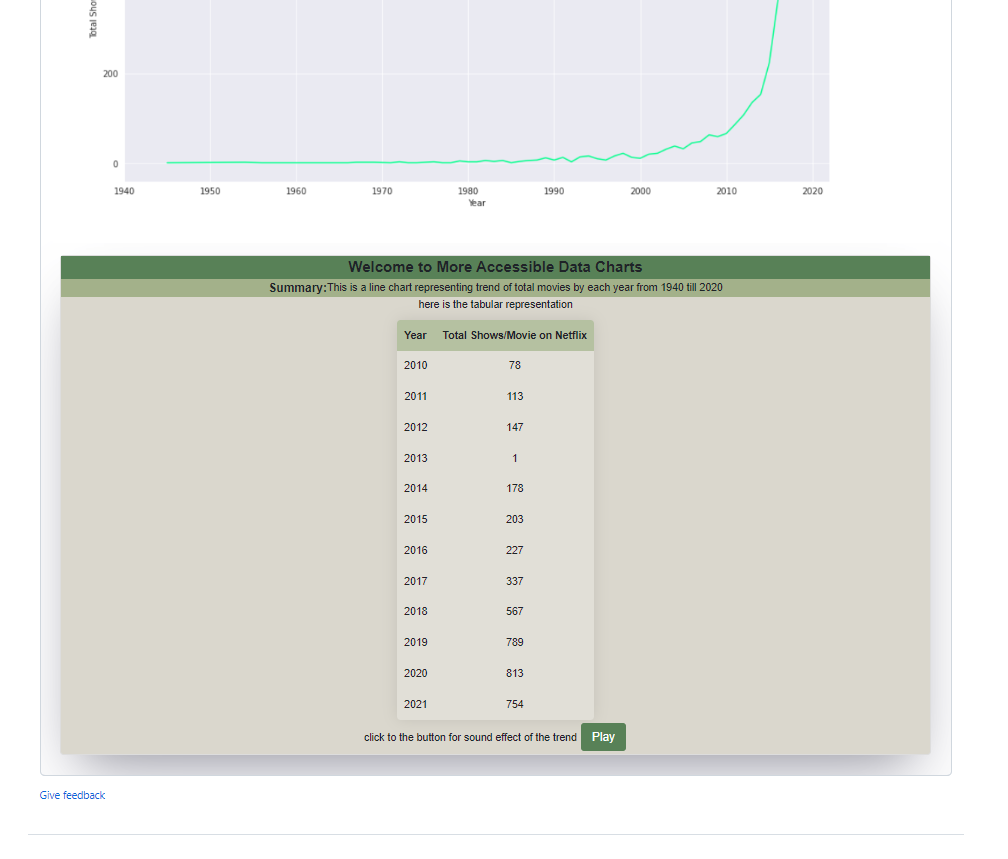 Total Sho
200
0
1940 1950 1960 1970 1980 1990 2000 2010 2020
Year
Welcome to More Accessible Data Charts
Summary:This is a line chart representing trend of total movies by each year from 1940 till 2020
here is the tabular representation
Year Total Shows/Movie on Netflix
2010 78
2011 113
2012 147
2013 1
2014 178
2015 203
2016 227
2017 337
2018 567
2019 789
2020 813
2021 754
click to the button for sound effect of the trend Play
Give feedback